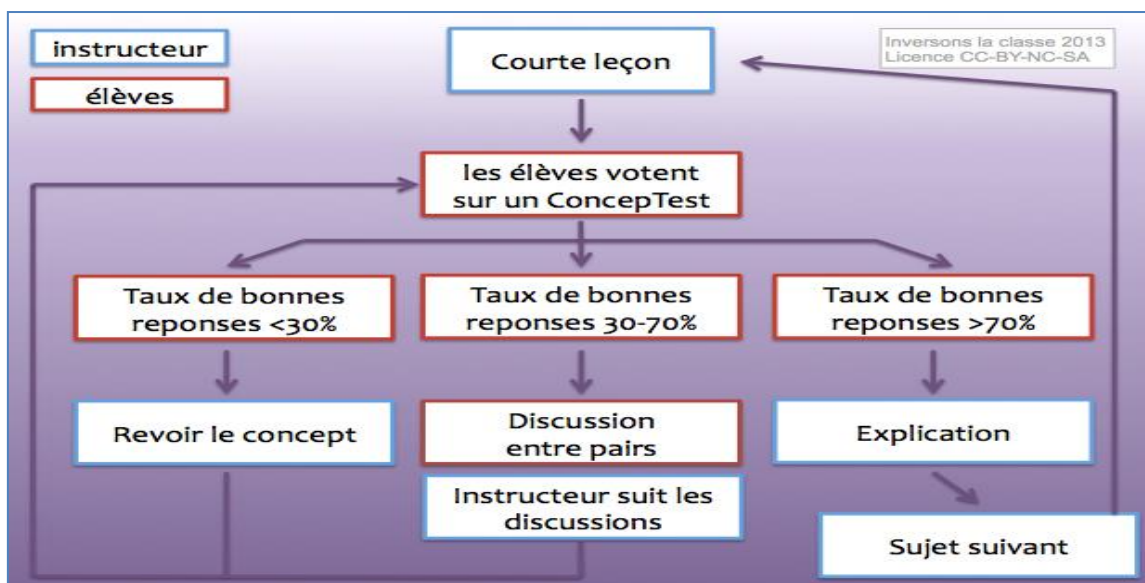 instructeur
élèves
Courte leçon
Inversons la classe 2013
Licence CC-BY-NC-SA
les élèves votent
sur un ConcepTest
Taux de bonnes
reponses <30%
Taux de bonnes
reponses 30-70%
Taux de bonnes
reponses >70%
Revoir le concept
Discussion
entre pairs
Explication
Instructeur suit les
discussions
Sujet suivant